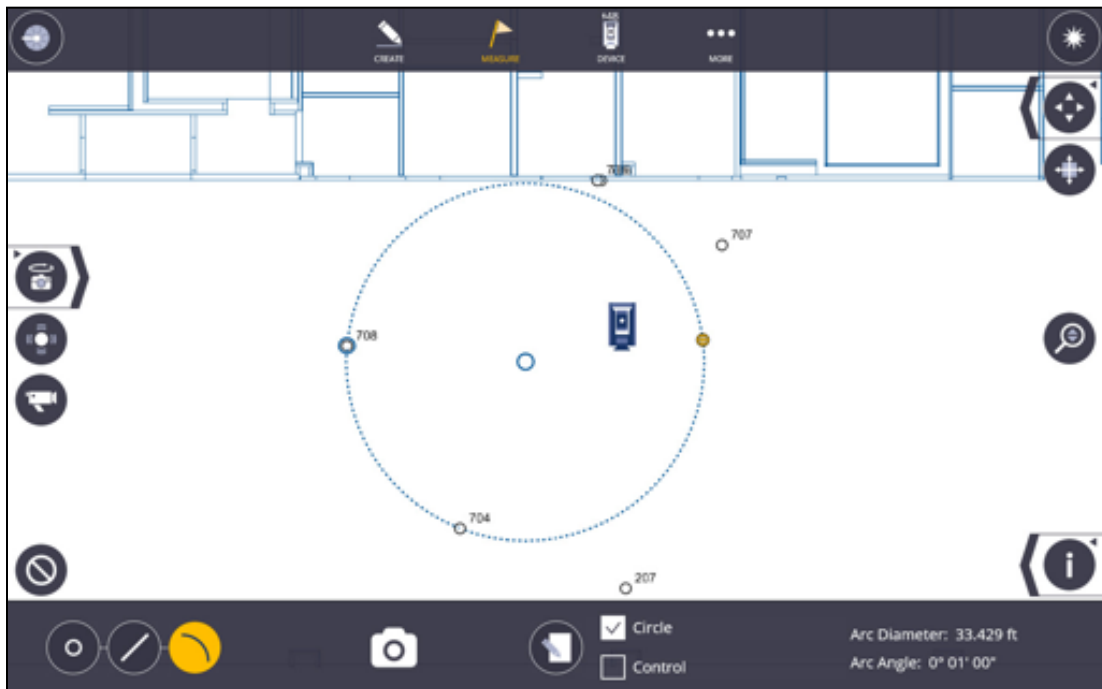 CREATE
MEASURE
DEVICE
MORE
707
708
704
207
Circle
Control
Arc Diameter: 33.429 ft
Arc Angle: 0° 01' 00"
i